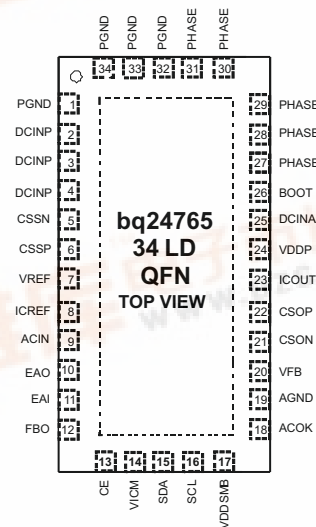 PGND
PGND
PGND
PHASE
PHASE
34
33
32
31
30
PGND 1
DCINP 2
DCINP 3
DCINP 4
CSSN 5
CSSP 6
VREF 7
ICREF 8
ACIN 9
EAO 10
EAI 11
FBO 12
bq24765
34 LD
QFN
TOP VIEW
29 PHASE
28 PHASE
27 PHASE
26 BOOT
25 DCINA
24 VDDP
23 ICOUT
22 CSOP
21 CSON
20 VFB
19 AGND
18 ACOK
13
14
15
16
17
CE
VICM
SDA
SCL
VDDSMB